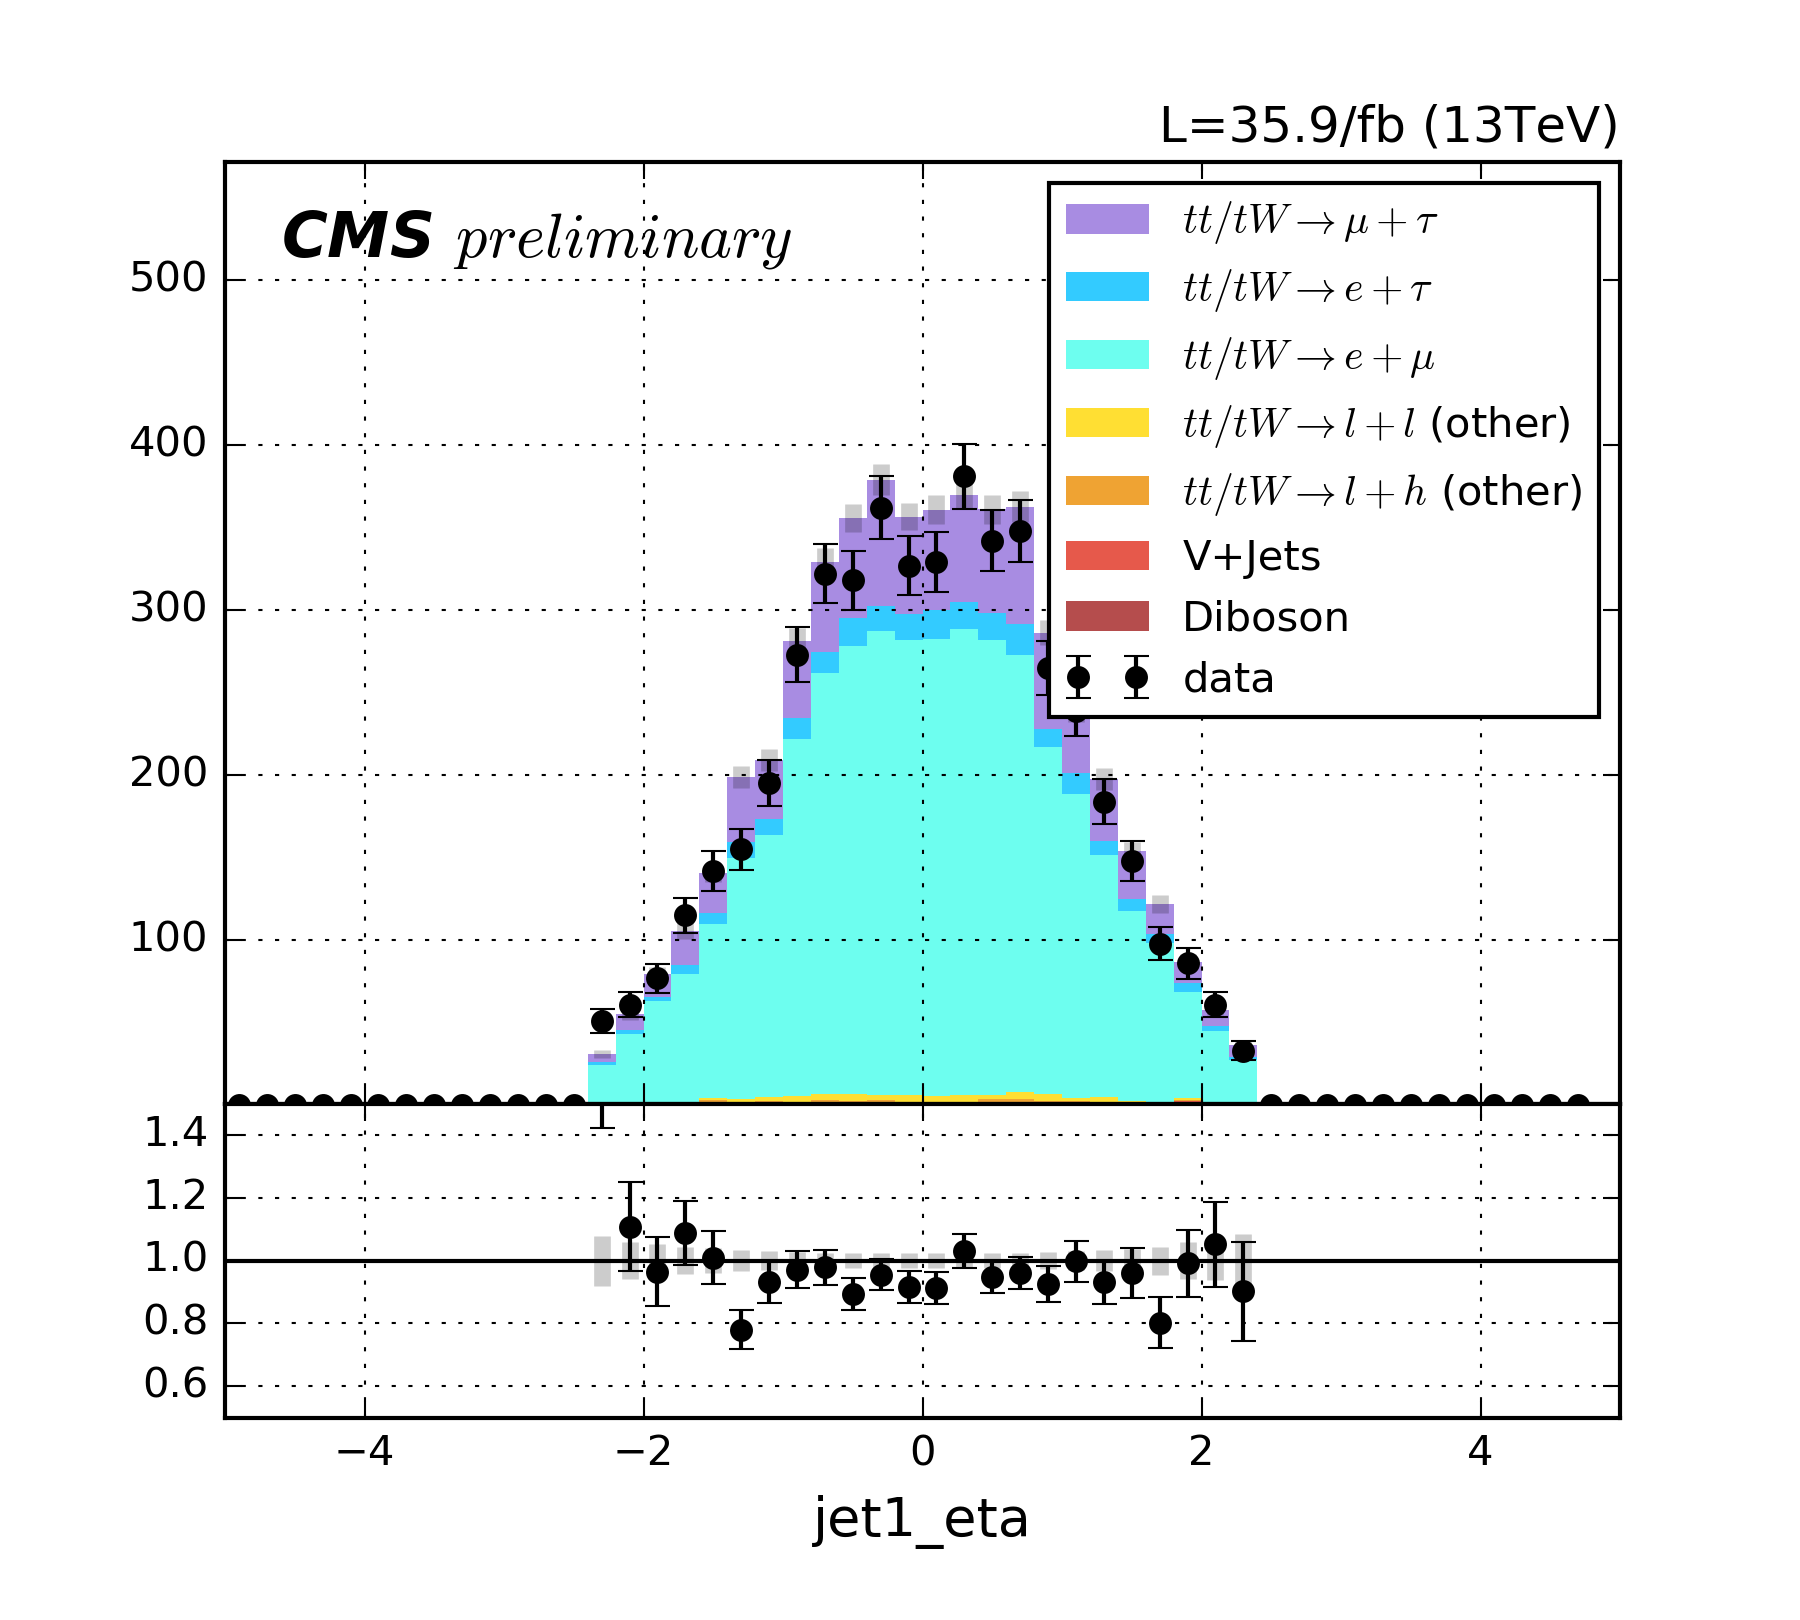 L=35.9/fb (13TeV)
CMS preliminary
tt/tW→μ+τ
tt/tW→e+τ
tt/tW→e+μ
tt/tW→l+l (other)
tt/tW→l+h (other)
V+Jets
Diboson
data
500
400
300
200
100
1.4
1.2
1.0
0.8
0.6
−4 −2 0 2 4
jet1_eta